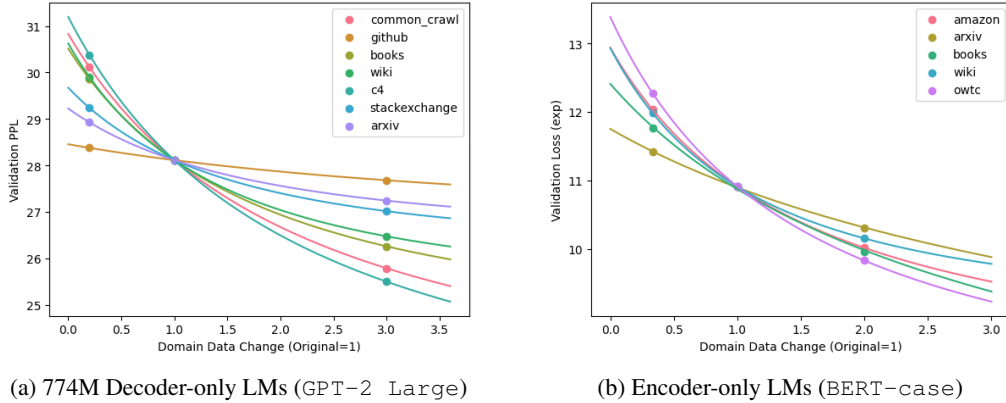 31
30
29
28
27
26
25
Validation PPL
0.0 0.5 1.0 1.5 2.0 2.5 3.0 3.5
Domain Data Change (Original=1)
common_crawl
github
books
wiki
c4
stackexchange
arxiv
(a) 774M Decoder-only LMs (GPT-2 Large)
13
12
11
10
Validation Loss (exp)
0.0 0.5 1.0 1.5 2.0 2.5 3.0
Domain Data Change (Original=1)
amazon
arxiv
books
wiki
owtc
(b) Encoder-only LMs (BERT-case)